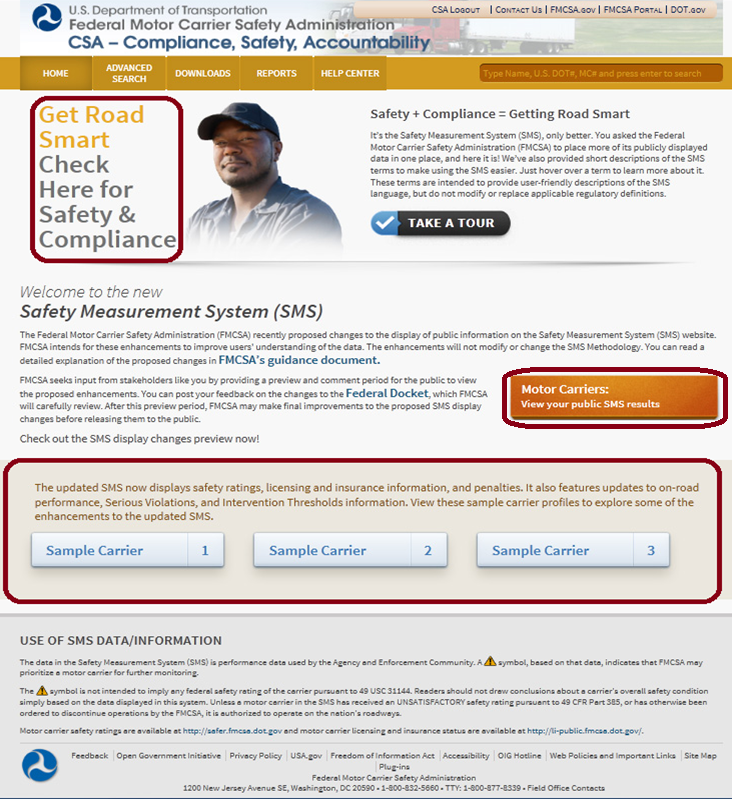 U.S. Department of Transportation
Federal Motor Carrier Safety Administration
CSA – Compliance, Safety, Accountability
CSA Logout | Contact Us | FMCSA.gov | FMCSA Portal | DOT.gov
HOME
ADVANCED
SEARCH
DOWNLOADS
REPORTS
HELP CENTER
Type Name, U.S. DOT#, MC# and press enter to search
Get Road
Smart
Check
Here for
Safety &
Compliance
Safety + Compliance = Getting Road Smart
It's the Safety Measurement System (SMS), only better. You asked the Federal
Motor Carrier Safety Administration (FMCSA) to place more of its publicly displayed
data in one place, and here it is! We've also provided short descriptions of the SMS
terms to make using the SMS easier. Just hover over a term to learn more about it.
These terms are intended to provide user-friendly descriptions of the SMS
language, but do not modify or replace applicable regulatory definitions.
TAKE A TOUR
Welcome to the new
Safety Measurement System (SMS)
The Federal Motor Carrier Safety Administration (FMCSA) recently proposed changes to the display of public information on the Safety Measurement System (SMS) website.
FMCSA intends for these enhancements to improve users' understanding of the data. The enhancements will not modify or change the SMS Methodology. You can read a
detailed explanation of the proposed changes in FMCSA's guidance document.
FMCSA seeks input from stakeholders like you by providing a preview and comment period for the public to view
the proposed enhancements. You can post your feedback on the changes to the Federal Docket, which FMCSA
will carefully review. After this preview period, FMCSA may make final improvements to the proposed SMS display
changes before releasing them to the public.
Check out the SMS display changes preview now!
Motor Carriers:
View your public SMS results
The updated SMS now displays safety ratings, licensing and insurance information, and penalties. It also features updates to on-road
performance, Serious Violations, and Intervention Thresholds information. View these sample carrier profiles to explore some of the
enhancements to the updated SMS.
Sample Carrier 1
Sample Carrier 2
Sample Carrier 3
USE OF SMS DATA/INFORMATION
The data in the Safety Measurement System (SMS) is performance data used by the Agency and Enforcement Community. A symbol, based on that data, indicates that FMCSA may
prioritize a motor carrier for further monitoring.
The symbol is not intended to imply any federal safety rating of the carrier pursuant to 49 USC 31144. Readers should not draw conclusions about a carrier's overall safety condition
simply based on the data displayed in this system. Unless a motor carrier in the SMS has received an UNSATISFACTORY safety rating pursuant to 49 CFR Part 385, or has otherwise been
ordered to discontinue operations by the FMCSA, it is authorized to operate on the nation's roadways.
Motor carrier safety ratings are available at http://safer.fmcsa.dot.gov and motor carrier licensing and insurance status are available at http://li-public.fmcsa.dot.gov/.
Feedback | Open Government Initiative | Privacy Policy | USA.gov | Freedom of Information Act | Accessibility | OIG Hotline | Web Policies and Important Links | Site Map |
Plug-ins
Federal Motor Carrier Safety Administration
1200 New Jersey Avenue SE, Washington, DC 20590 • 1-800-832-5660 • TTY: 1-800-877-8339 • Field Office Contacts